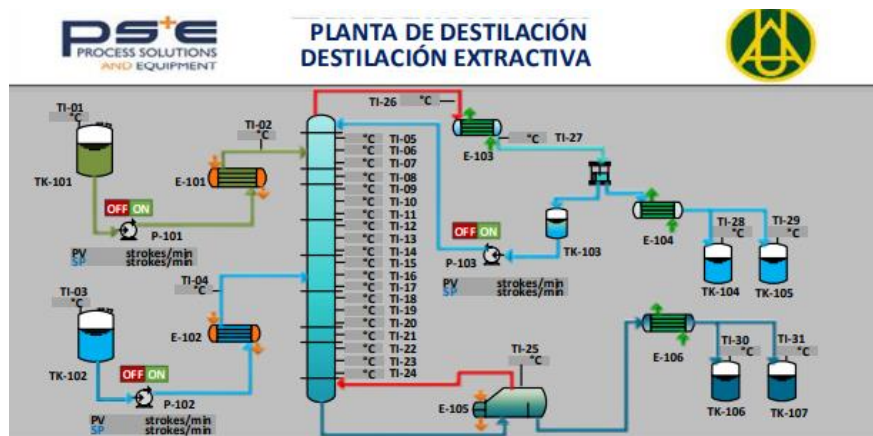 PS+E
PROCESS SOLUTIONS
AND EQUIPMENT
PLANTA DE DESTILACIÓN
DESTILACIÓN EXTRACTIVA
TI-01
°C
TK-101
OFF ON
P-101
PV strokes/min
SP strokes/min
TI-02
°C
E-101
TI-03
°C
TK-102
OFF ON
P-102
PV strokes/min
SP strokes/min
TI-04
°C
E-102
°C TI-05
°C TI-06
°C TI-07
°C TI-08
°C TI-09
°C TI-10
°C TI-11
°C TI-12
°C TI-13
°C TI-14
°C TI-15
°C TI-16
°C TI-17
°C TI-18
°C TI-19
°C TI-20
°C TI-21
°C TI-22
°C TI-23
°C TI-24
TI-26 °C
E-103
°C TI-27
OFF ON
P-103
PV strokes/min
SP strokes/min
TK-103
E-104
TI-28
°C
TI-29
°C
TK-104
TK-105
TI-25
°C
E-105
E-106
TI-30
°C
TI-31
°C
TK-106
TK-107